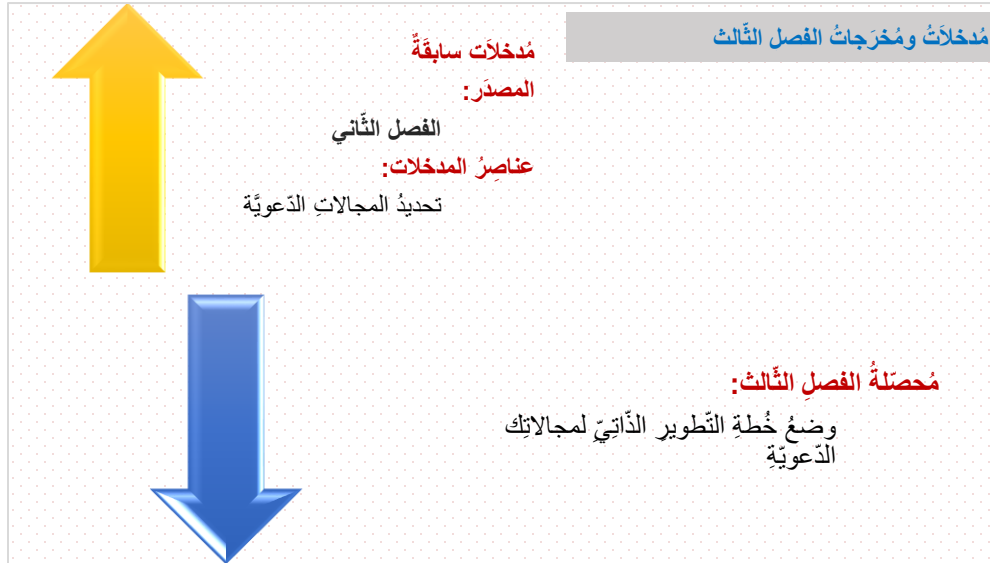 مُدخلاَتُ ومُخرَجاتُ الفصل الثّالث
مُدخلاَت سابقَةٌ
المصدَر:
الفصل الثّاني
عناصِرُ المدخلات:
تحديدُ المجالاتِ الدّعويَّة
مُحصّلةُ الفصلِ الثّالث:
وضعُ خُطةِ التّطويرِ الذّاتِيّ لمجالاتِك
الدّعويّةِ